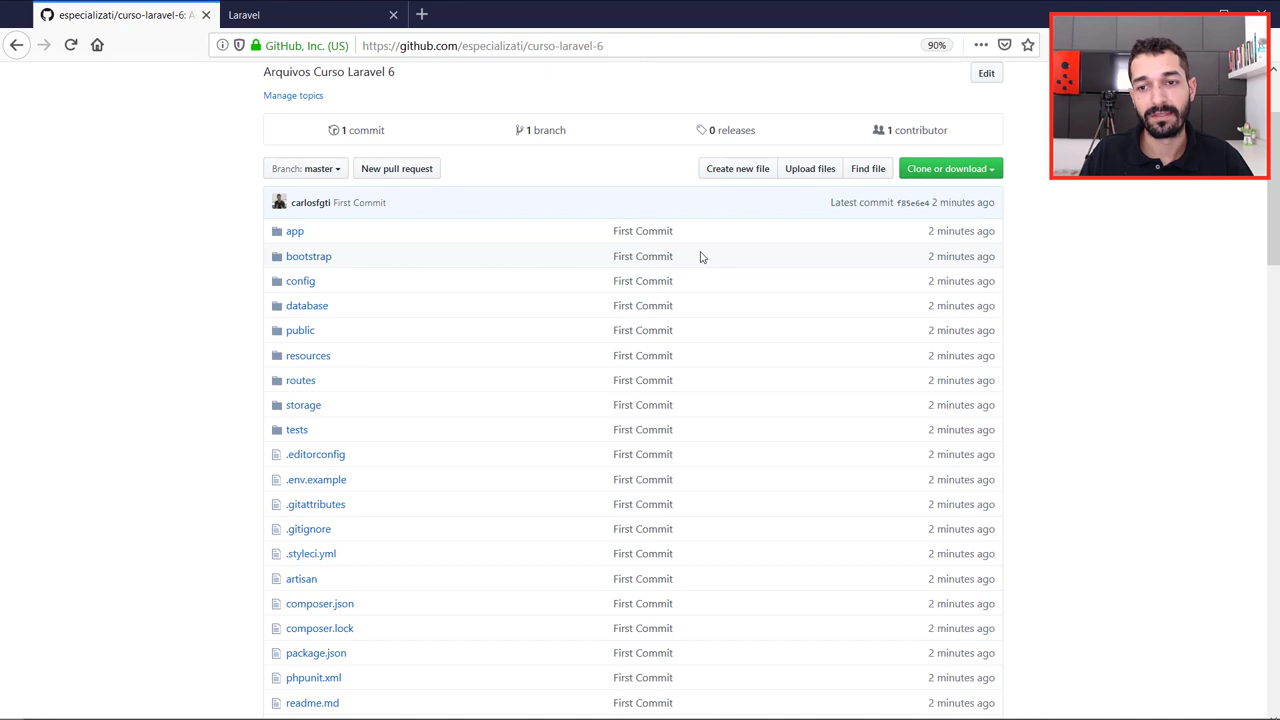 especializati/curso-laravel-6: A
Laravel
GitHub, Inc. (US)
https://github.com/especializati/curso-laravel-6
90%
Arquivos Curso Laravel 6
Edit
Manage topics
1 commit
1 branch
0 releases
1 contributor
Branch: master
New pull request
Create new file
Upload files
Find file
Clone or download
carlosfgti First Commit
Latest commit f85e6e4 2 minutes ago
app First Commit 2 minutes ago
bootstrap First Commit 2 minutes ago
config First Commit 2 minutes ago
database First Commit 2 minutes ago
public First Commit 2 minutes ago
resources First Commit 2 minutes ago
routes First Commit 2 minutes ago
storage First Commit 2 minutes ago
tests First Commit 2 minutes ago
.editorconfig First Commit 2 minutes ago
.env.example First Commit 2 minutes ago
.gitattributes First Commit 2 minutes ago
.gitignore First Commit 2 minutes ago
.styleci.yml First Commit 2 minutes ago
artisan First Commit 2 minutes ago
composer.json First Commit 2 minutes ago
composer.lock First Commit 2 minutes ago
package.json First Commit 2 minutes ago
phpunit.xml First Commit 2 minutes ago
readme.md First Commit 2 minutes ago